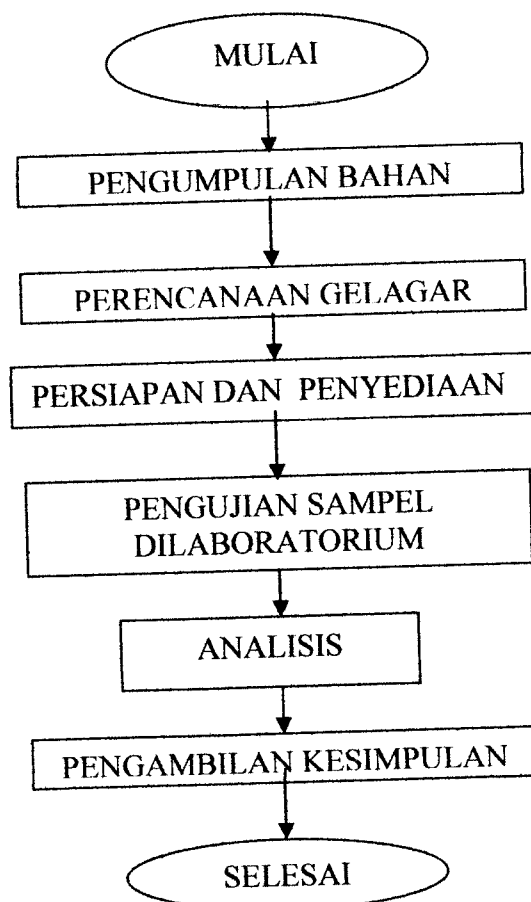 MULAI
PENGUMPULAN BAHAN
PERENCANAAN GELAGAR
PERSIAPAN DAN PENYEDIAAN
PENGUJIAN SAMPEL
DILABORATORIUM
ANALISIS
PENGAMBILAN KESIMPULAN
SELESAI